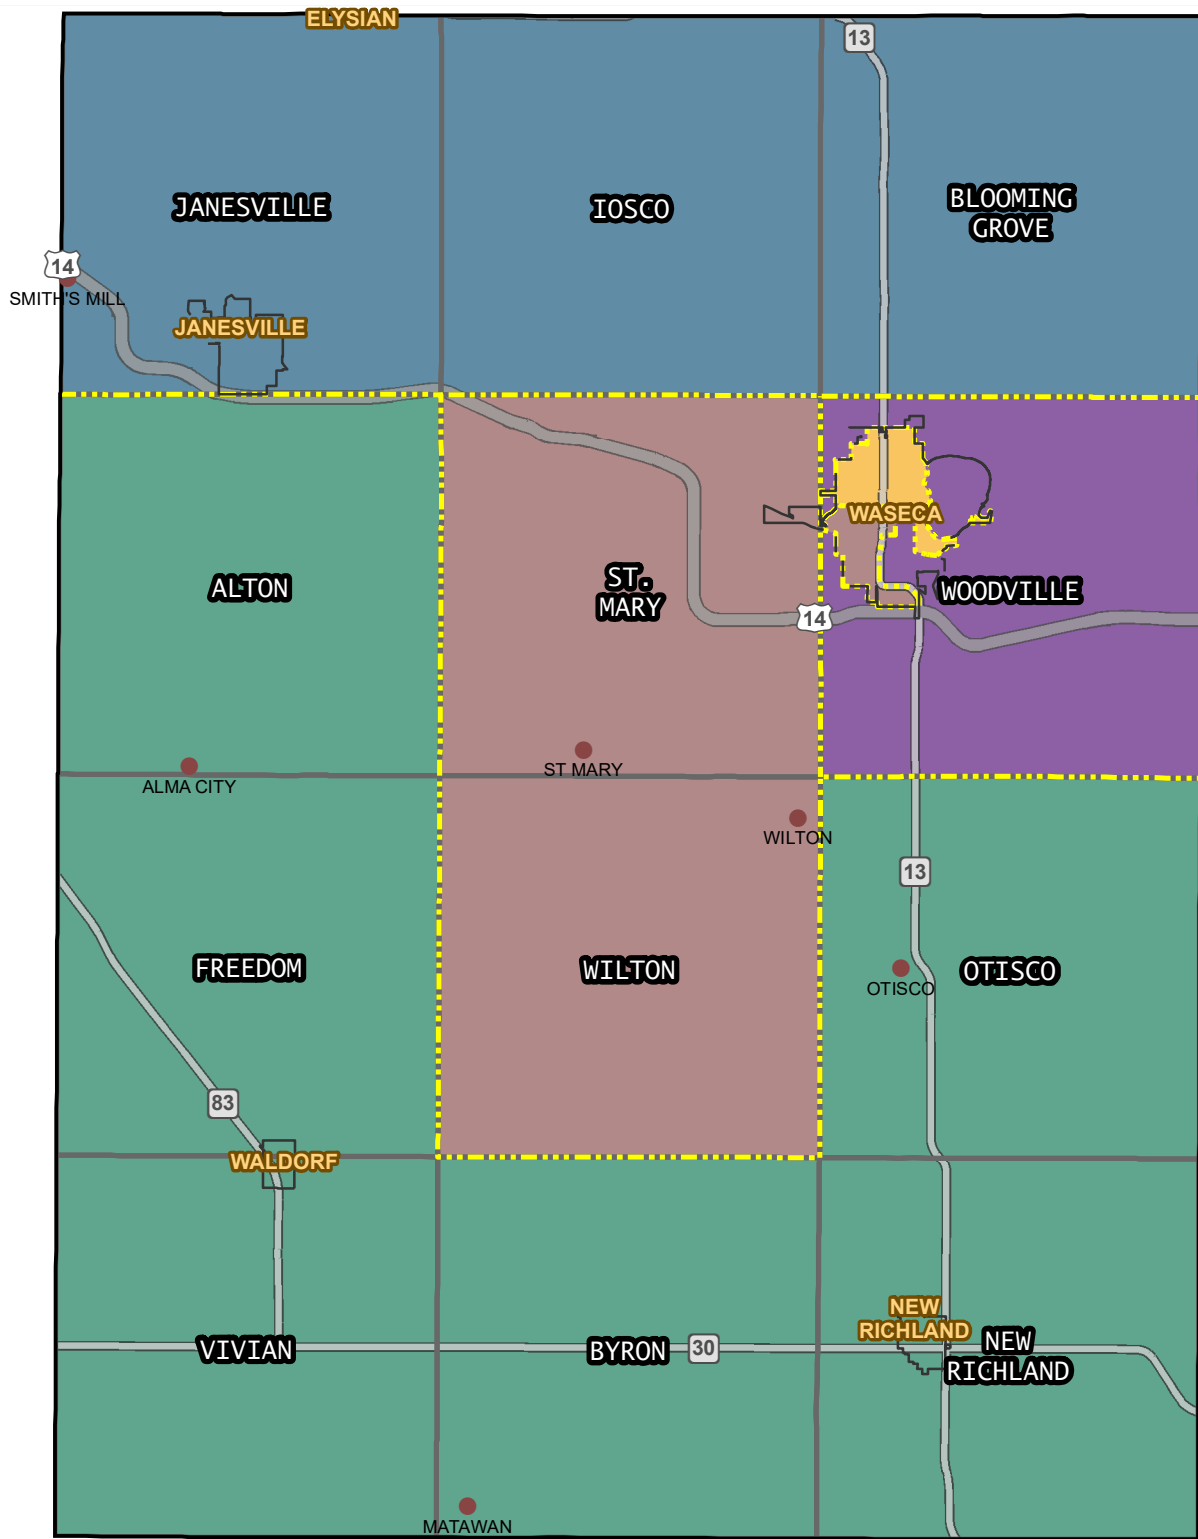 ELYSIAN
13
JANESVILLE
IOSCO
BLOOMING
GROVE
14
SMITH'S MILL
JANESVILLE
WASECA
ALTON
ST.
MARY
WOODVILLE
14
ALMA CITY
ST MARY
WILTON
13
FREEDOM
WILTON
OTISCO
OTISCO
83
WALDORF
NEW
RICHLAND
VIVIAN
BYRON
30
NEW
RICHLAND
MATAWAN